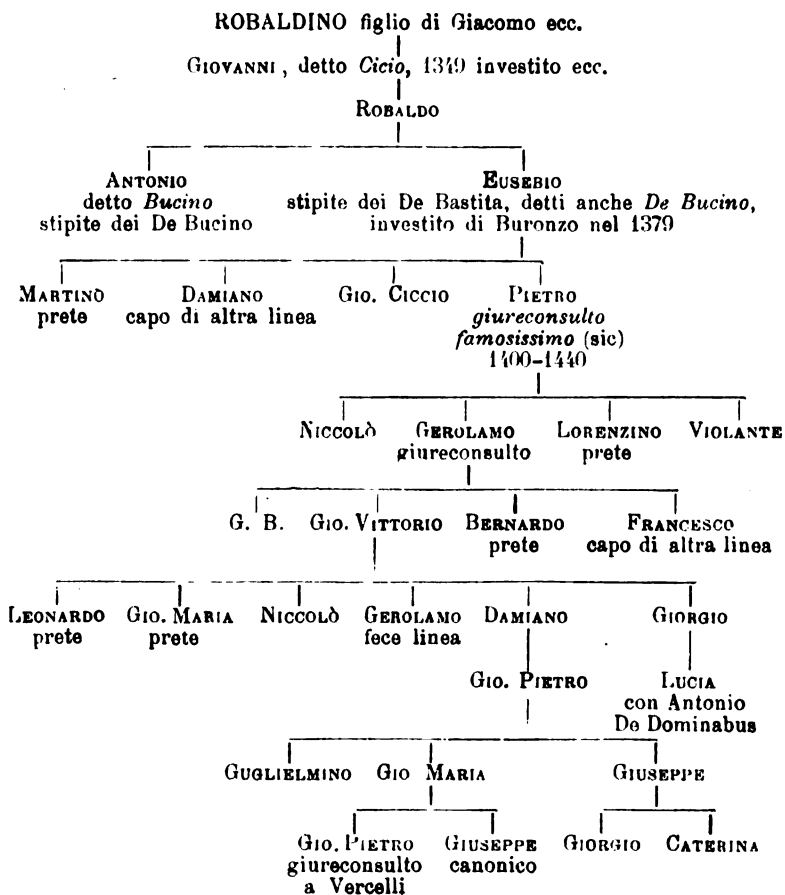 ROBALDINO figlio di Giacomo ecc.
GIOVANNI, detto Cicio, 1349 investito ecc.
ROBALDO
ANTONIO
detto Bucino
stipite dei De Bucino
EUSEBIO
stipite dei De Bastita, detti anche De Bucino,
investito di Buronzo nel 1379
MARTINO
prete
DAMIANO
capo di altra linea
GIO. CICCIO
PIETRO
giureconsulto
famosissimo (sic)
1400-1440
NICCOLÒ
GEROLAMO
giureconsulto
LORENZINO
prete
VIOLANTE
G. B.
GIO. VITTORIO
BERNARDO
prete
FRANCESCO
capo di altra linea
LEONARDO
prete
GIO. MARIA
prete
NICCOLÒ
GEROLAMO
fece linea
DAMIANO
GIORGIO
GIO. PIETRO
LUCIA
con Antonio
De Dominabus
GUGLIELMINO
GIO MARIA
GIUSEPPE
GIO. PIETRO
giureconsulto
a Vercelli
GIUSEPPE
canonico
GIORGIO
CATERINA